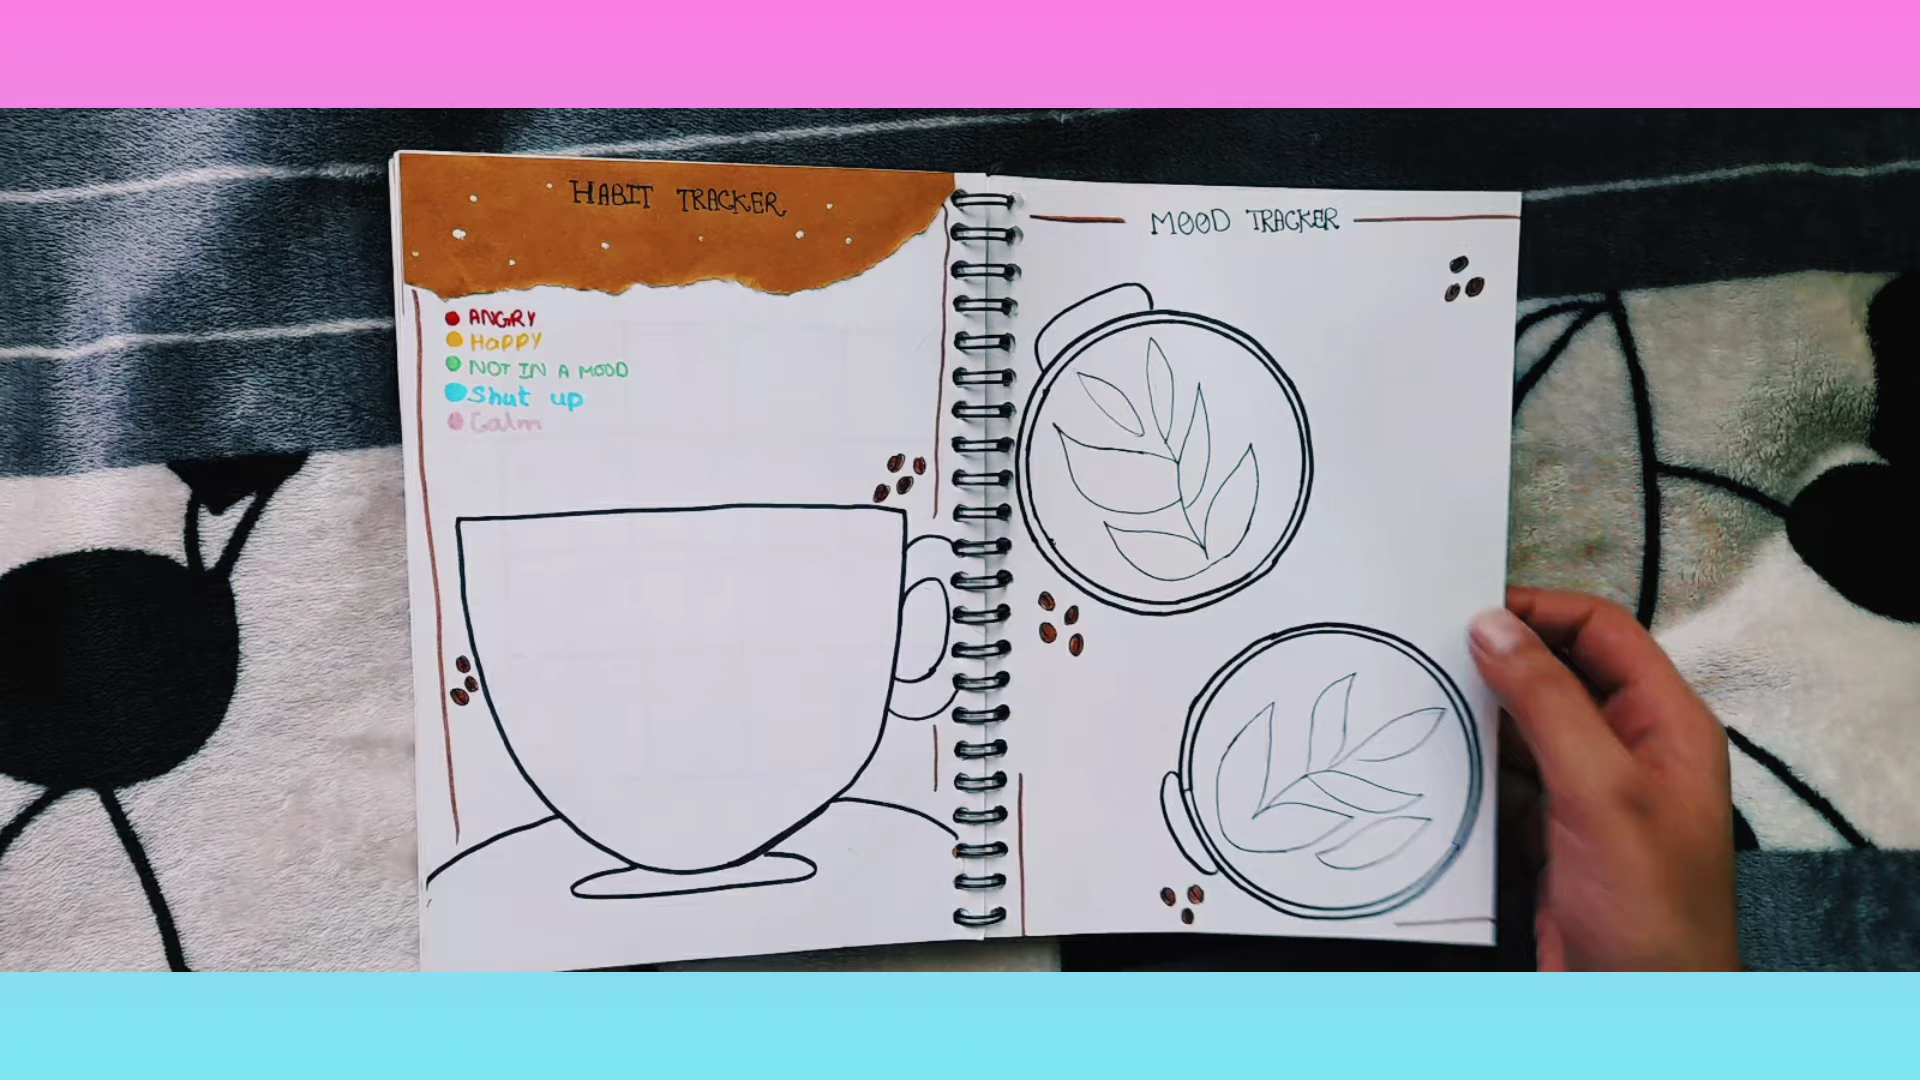 HABIT TRACKER
ANGRY
HaPPY
NOT IN A MOOD
Shut up
Calm
MOOD TRACKER